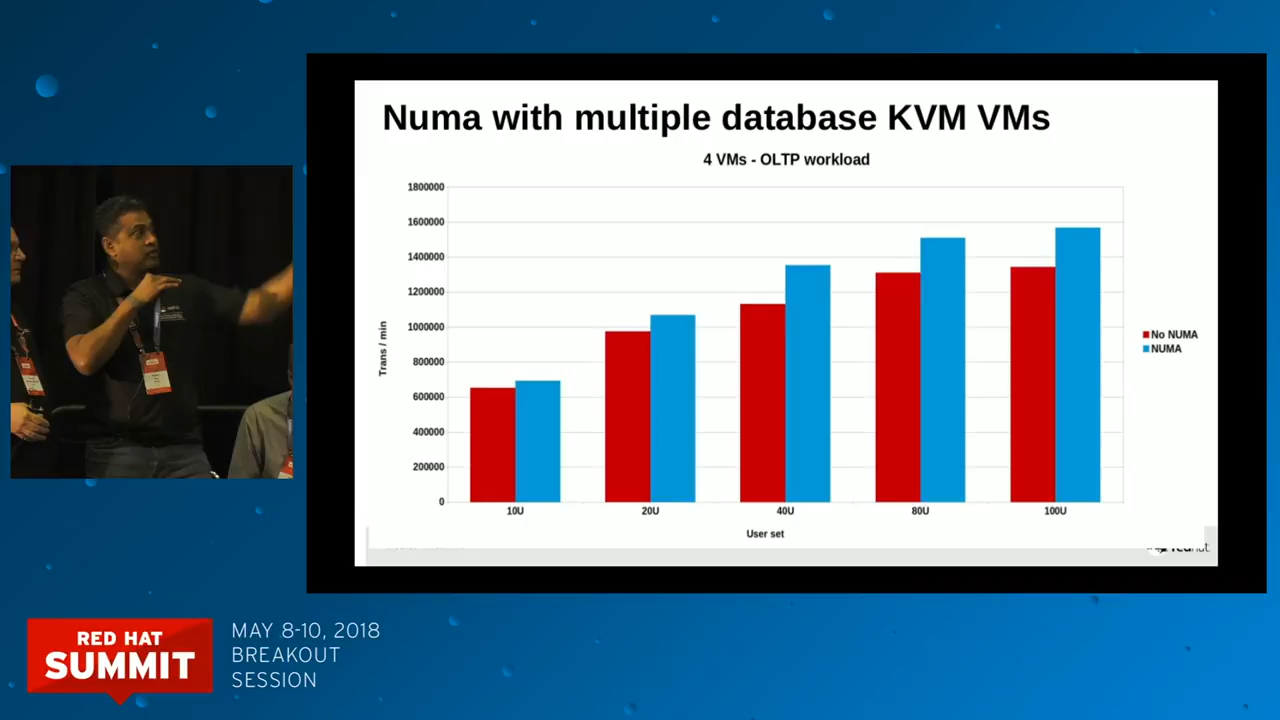 Numa with multiple database KVM VMs
4 VMs - OLTP workload
1800000
1600000
1400000
1200000
1000000
800000
600000
400000
200000
0
Trans / min
10U
20U
40U
80U
100U
User set
No NUMA
NUMA
RED HAT
SUMMIT
MAY 8-10, 2018
BREAKOUT
SESSION